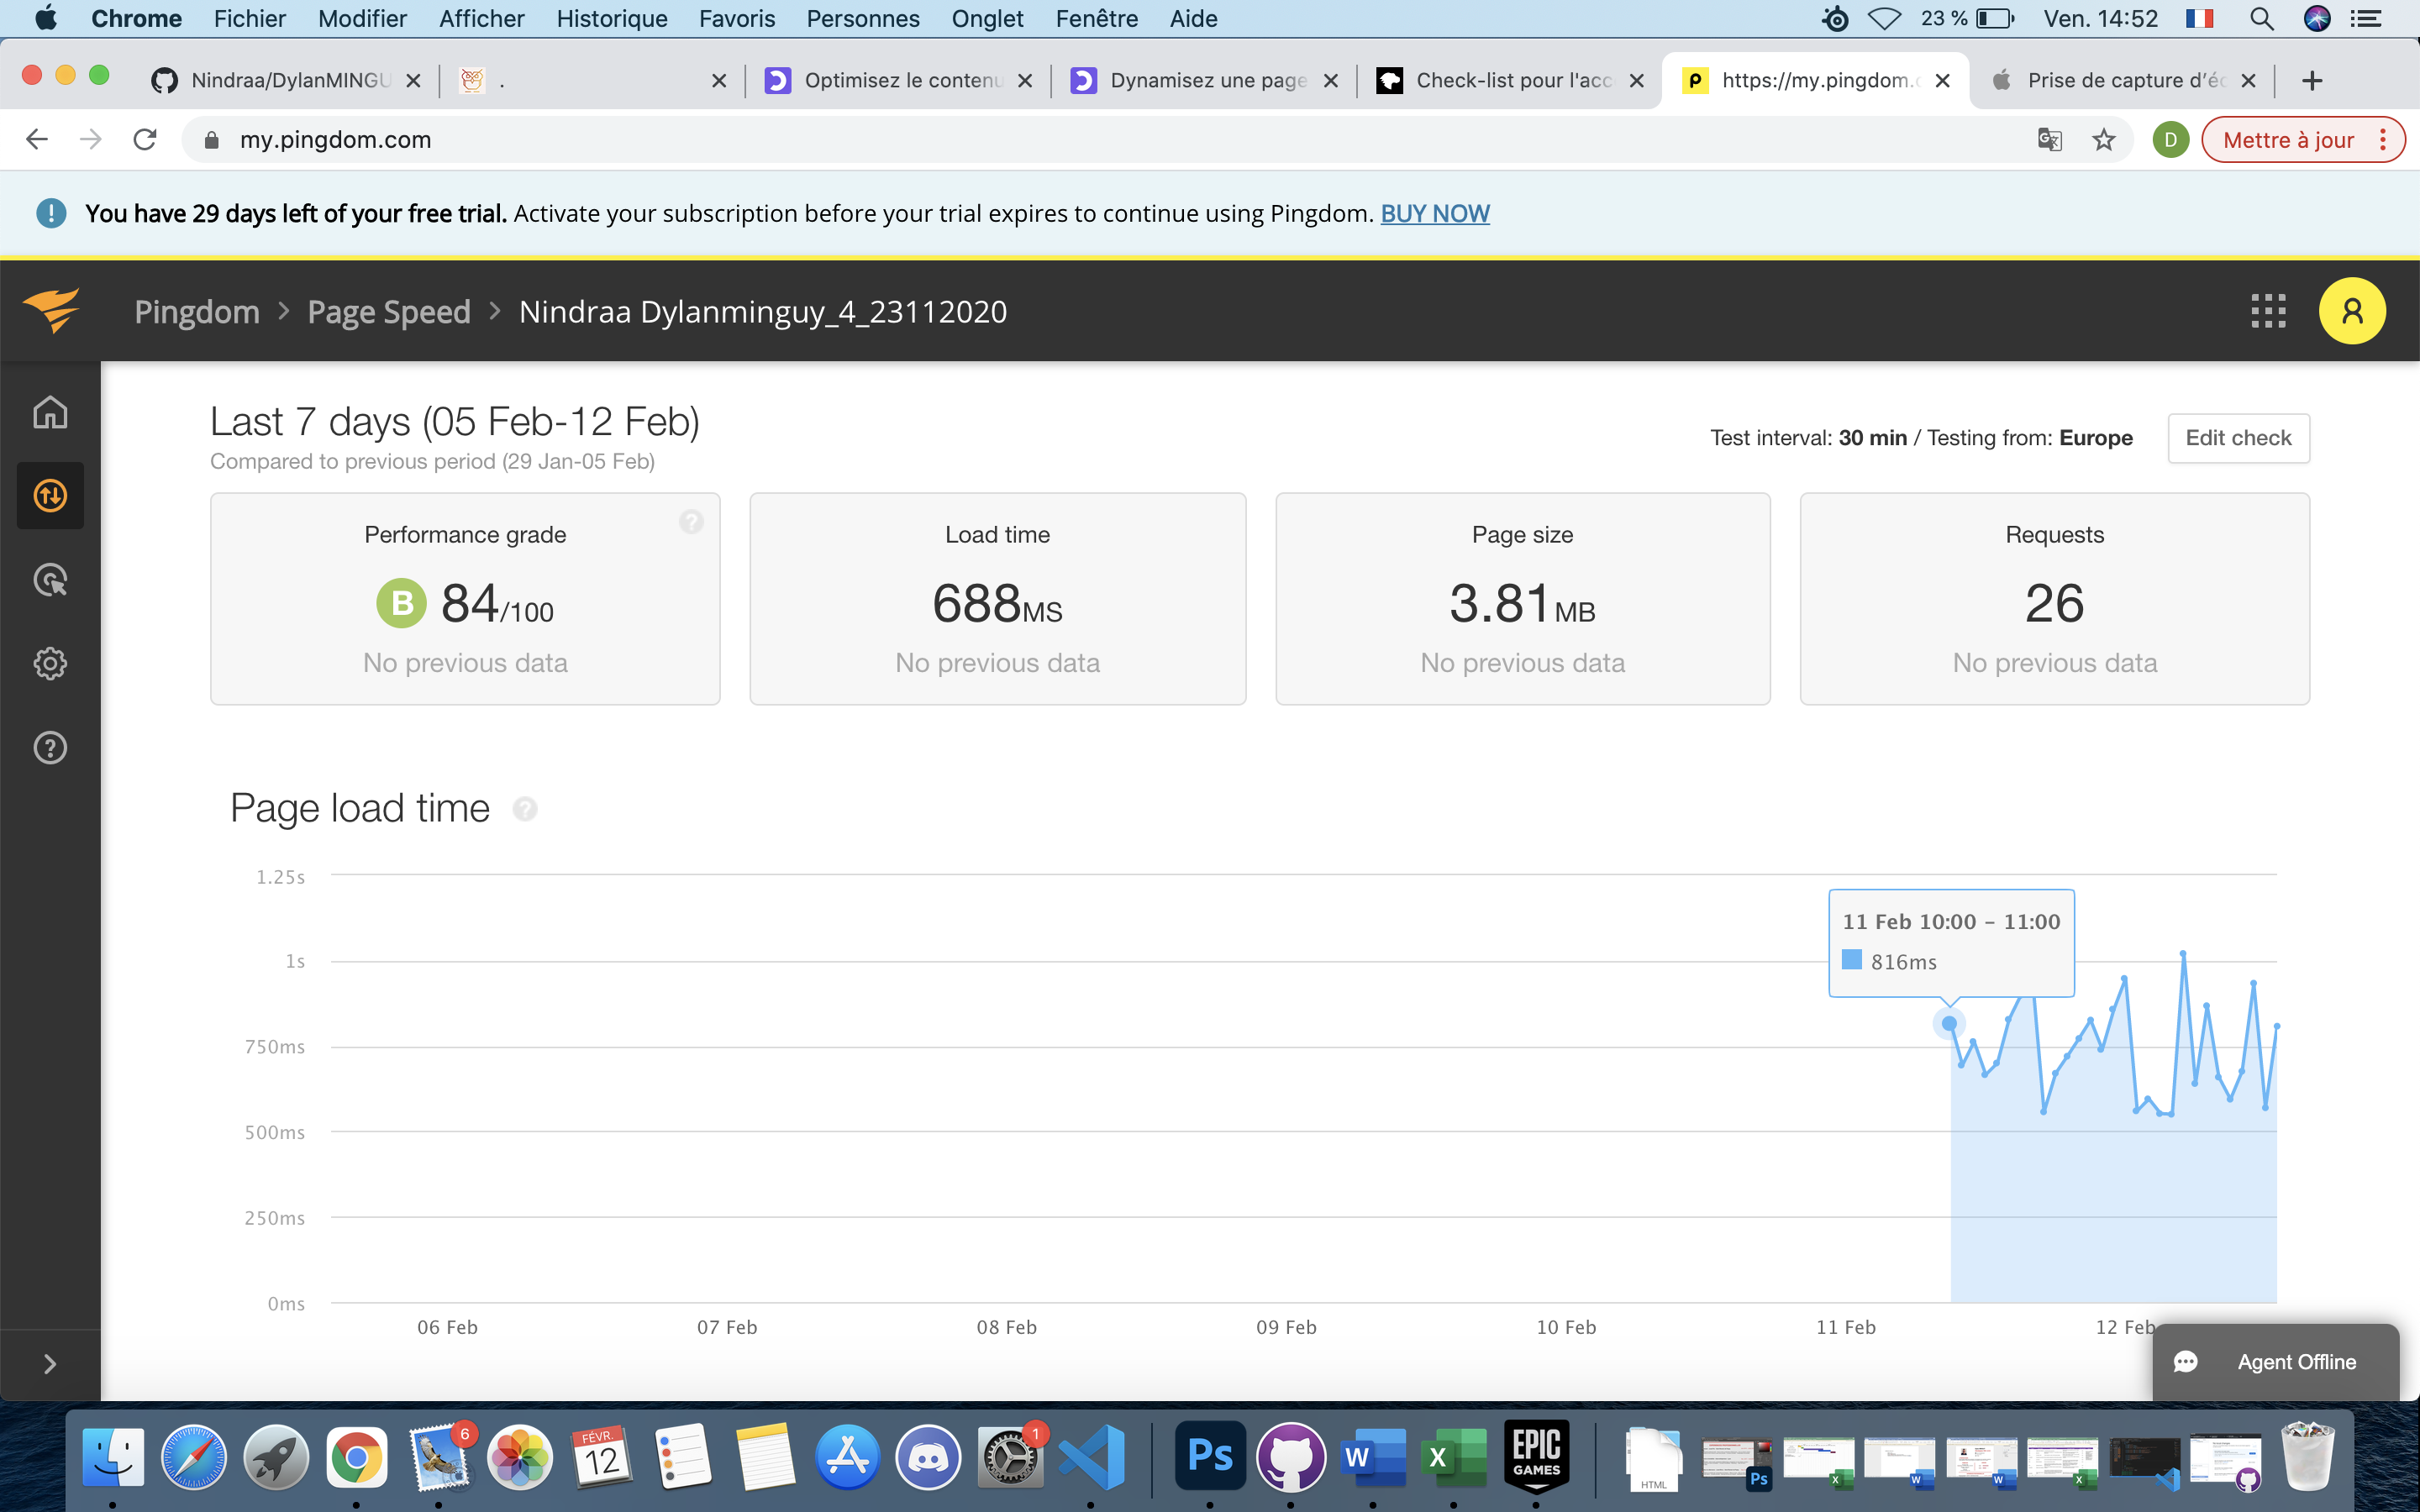 Chrome Fichier Modifier Afficher Historique Favoris Personnes Onglet Fenêtre Aide 23 % Ven. 14:52
Nindraa/DylanMINGU . Optimisez le contenu Dynamisez une page Check-list pour l'acc https://my.pingdom.c Prise de capture d'éc
my.pingdom.com D Mettre à jour
You have 29 days left of your free trial. Activate your subscription before your trial expires to continue using Pingdom. BUY NOW
Pingdom > Page Speed > Nindraa Dylanminguy_4_23112020
Last 7 days (05 Feb-12 Feb)
Compared to previous period (29 Jan-05 Feb)
Test interval: 30 min / Testing from: Europe Edit check
Performance grade ? Load time Page size Requests
B 84/100 688MS 3.81MB 26
No previous data No previous data No previous data No previous data
Page load time ?
1.25s
11 Feb 10:00 – 11:00
1s
816ms
750ms
500ms
250ms
0ms
06 Feb 07 Feb 08 Feb 09 Feb 10 Feb 11 Feb 12 Feb
Agent Offline
6 FÉVR. 12 1 Ps W X EPIC GAMES HTML Ps X W W X